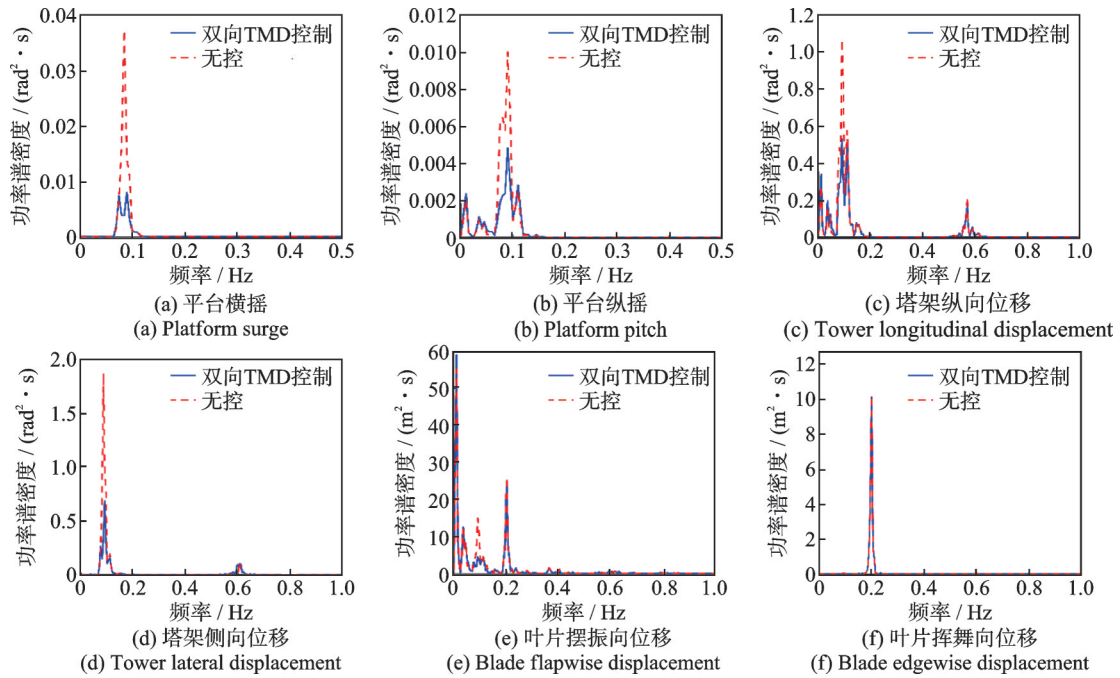 功率谱密度 / (rad²・s)
0.04
0.03
0.02
0.01
0
双向TMD控制
无控
0 0.1 0.2 0.3 0.4 0.5
频率 / Hz
(a) 平台横摇
(a) Platform surge
功率谱密度 / (rad²・s)
0.012
0.010
0.008
0.006
0.004
0.002
0
双向TMD控制
无控
0 0.1 0.2 0.3 0.4 0.5
频率 / Hz
(b) 平台纵摇
(b) Platform pitch
功率谱密度 / (rad²・s)
1.2
1.0
0.8
0.6
0.4
0.2
0
双向TMD控制
无控
0 0.2 0.4 0.6 0.8 1.0
频率 / Hz
(c) 塔架纵向位移
(c) Tower longitudinal displacement
功率谱密度 / (rad²・s)
2.0
1.5
1.0
0.5
0
双向TMD控制
无控
0 0.2 0.4 0.6 0.8 1.0
频率 / Hz
(d) 塔架侧向位移
(d) Tower lateral displacement
功率谱密度 / (m²・s)
60
50
40
30
20
10
0
双向TMD控制
无控
0 0.2 0.4 0.6 0.8 1.0
频率 / Hz
(e) 叶片摆振向位移
(e) Blade flapwise displacement
功率谱密度 / (m²・s)
12
10
8
6
4
2
0
双向TMD控制
无控
0 0.2 0.4 0.6 0.8 1.0
频率 / Hz
(f) 叶片挥舞向位移
(f) Blade edgewise displacement